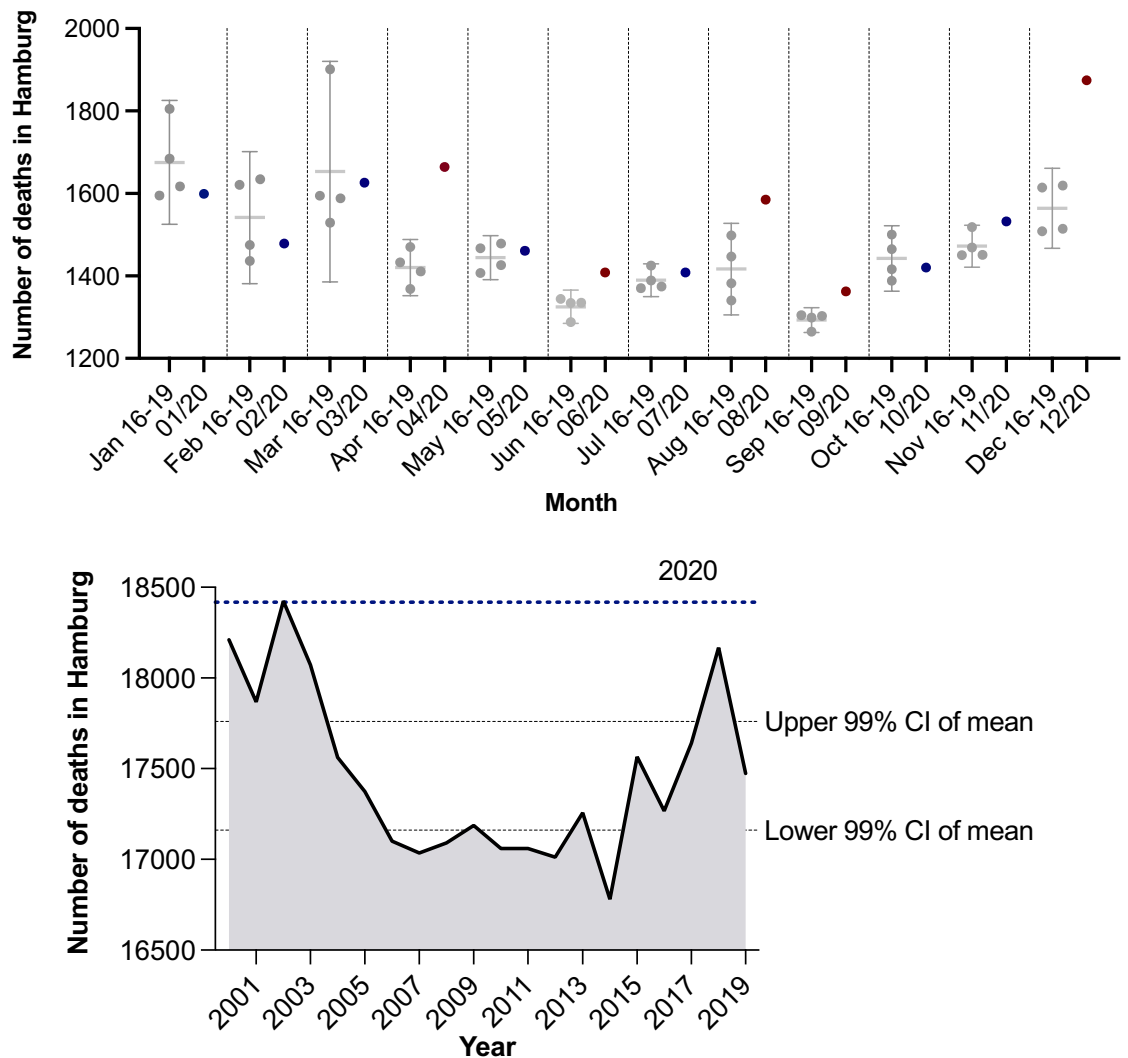 Number of deaths in Hamburg
2000
1800
1600
1400
1200
Jan 16-19
01/20
Feb 16-19
02/20
Mar 16-19
03/20
Apr 16-19
04/20
May 16-19
05/20
Jun 16-19
06/20
Jul 16-19
07/20
Aug 16-19
08/20
Sep 16-19
09/20
Oct 16-19
10/20
Nov 16-19
11/20
Dec 16-19
12/20
Month
Number of deaths in Hamburg
2020
18500
18000
17500
17000
16500
Upper 99% CI of mean
Lower 99% CI of mean
2001
2003
2005
2007
2009
2011
2013
2015
2017
2019
Year